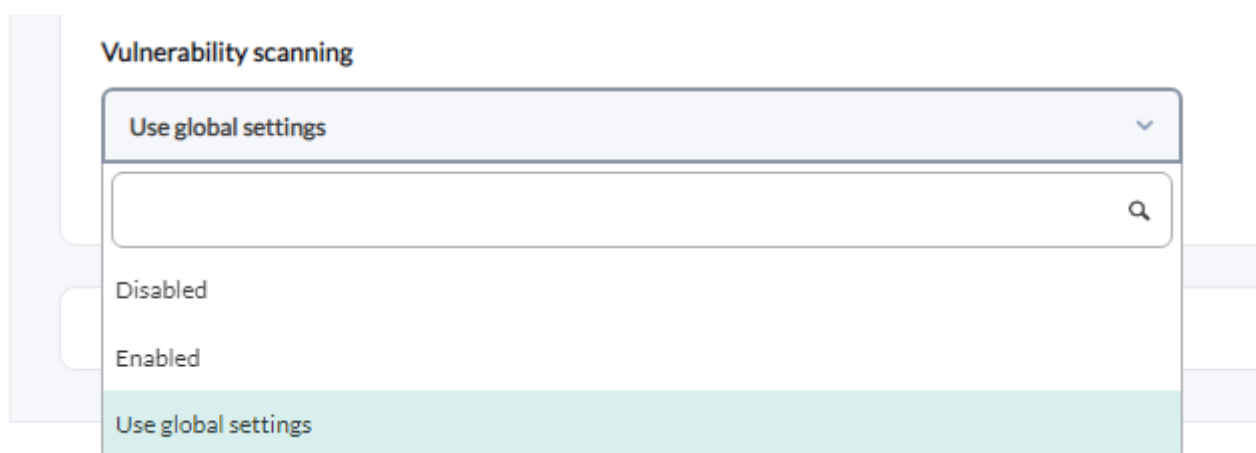 Vulnerability scanning
Use global settings
Disabled
Enabled
Use global settings